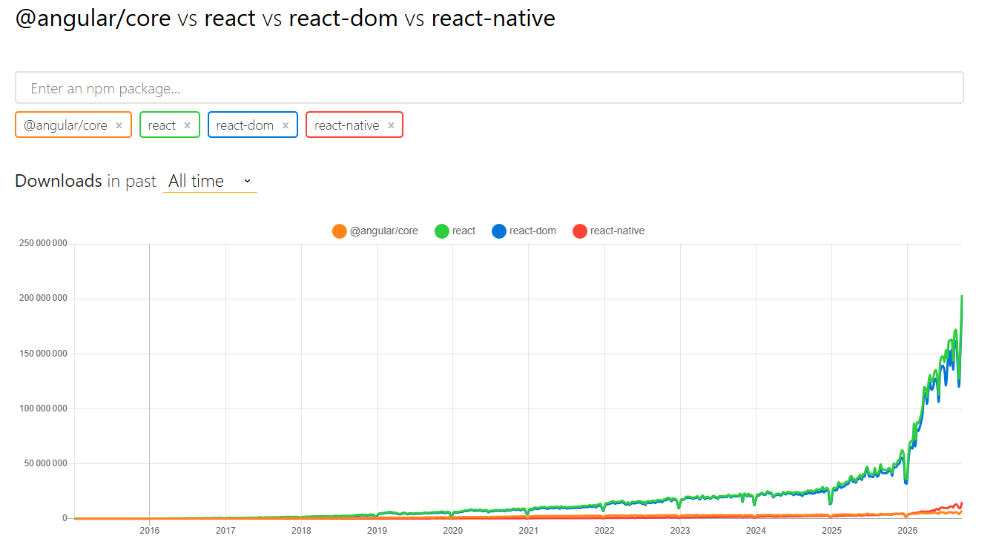 @angular/core vs react vs react-dom vs react-native
Enter an npm package...
@angular/core × react × react-dom × react-native ×
Downloads in past All time
@angular/core react react-dom react-native
250 000 000
200 000 000
150 000 000
100 000 000
50 000 000
0
2016 2017 2018 2019 2020 2021 2022 2023 2024 2025 2026